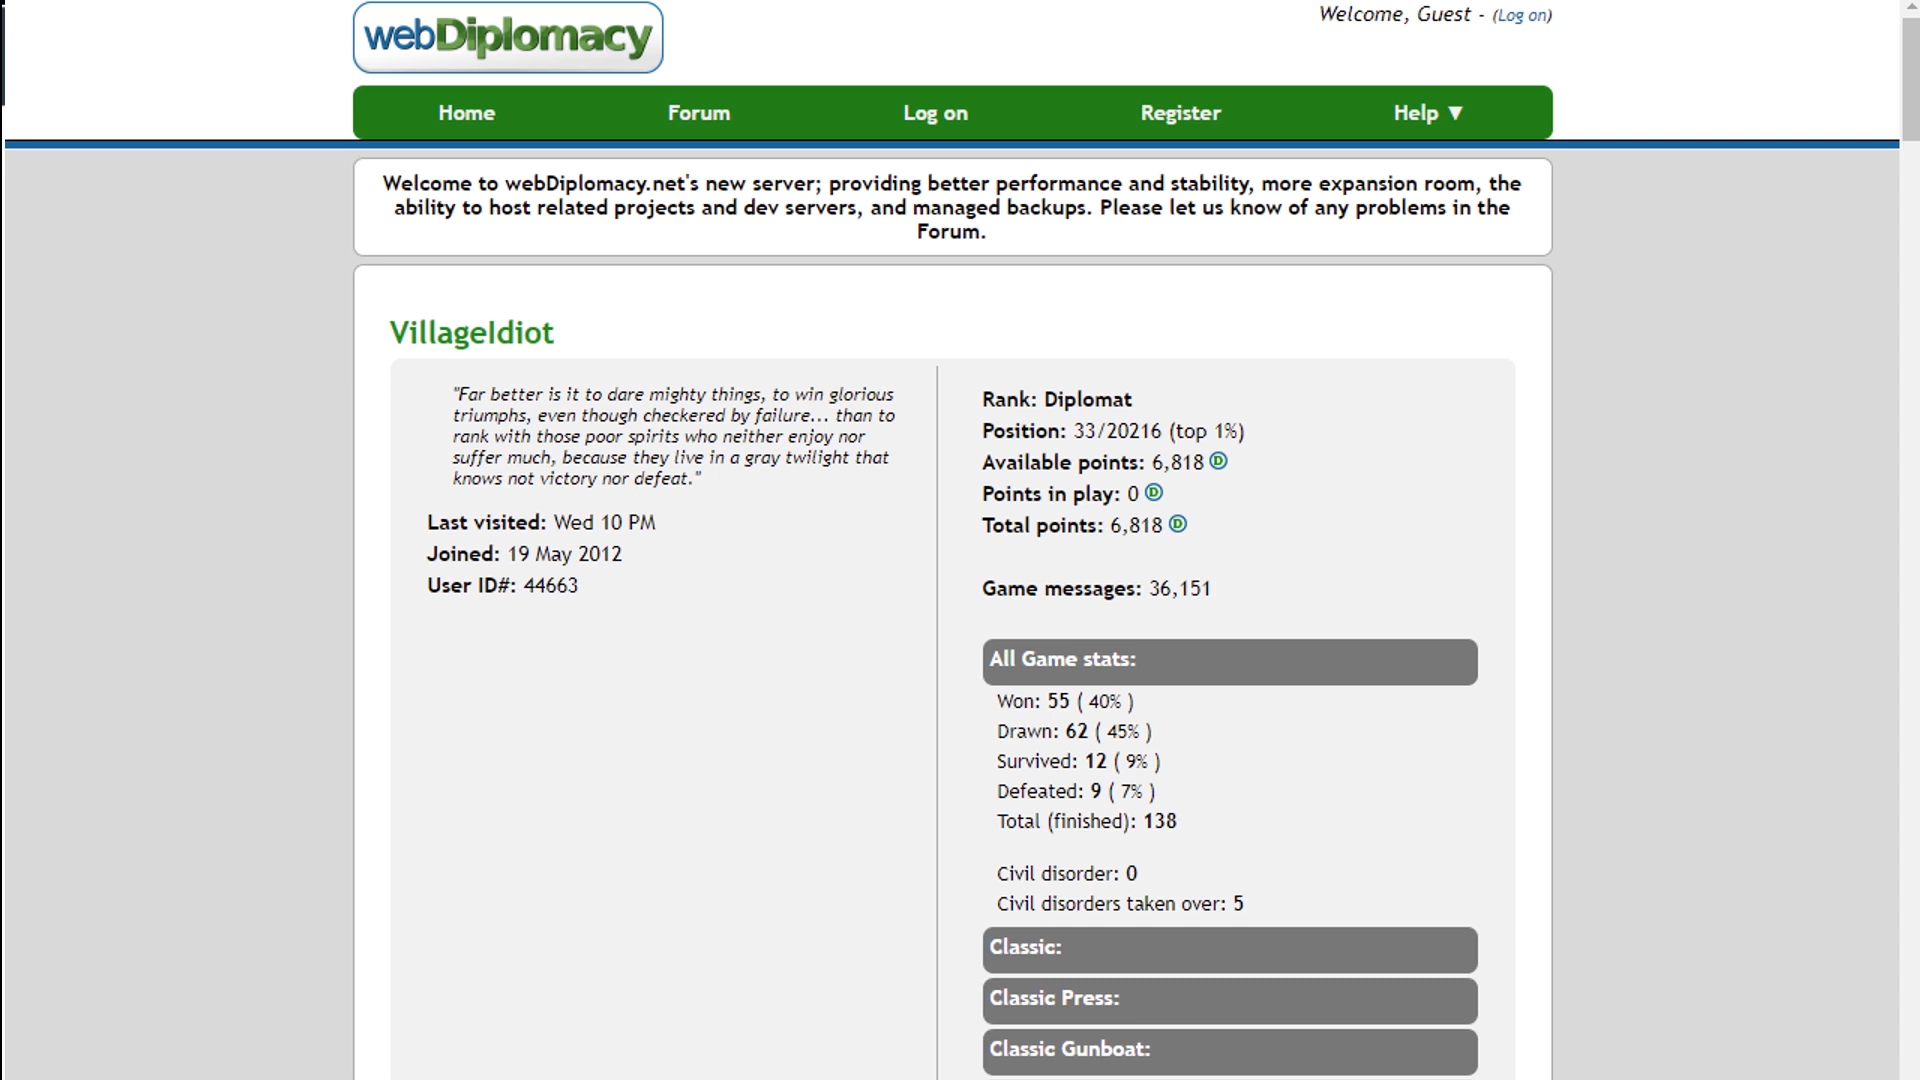 webDiplomacy
Welcome, Guest - (Log on)
Home Forum Log on Register Help ▼
Welcome to webDiplomacy.net's new server; providing better performance and stability, more expansion room, the
ability to host related projects and dev servers, and managed backups. Please let us know of any problems in the
Forum.
VillageIdiot
"Far better is it to dare mighty things, to win glorious
triumphs, even though checkered by failure... than to
rank with those poor spirits who neither enjoy nor
suffer much, because they live in a gray twilight that
knows not victory nor defeat."
Last visited: Wed 10 PM
Joined: 19 May 2012
User ID#: 44663
Rank: Diplomat
Position: 33/20216 (top 1%)
Available points: 6,818 D
Points in play: 0 D
Total points: 6,818 D
Game messages: 36,151
All Game stats:
Won: 55 ( 40% )
Drawn: 62 ( 45% )
Survived: 12 ( 9% )
Defeated: 9 ( 7% )
Total (finished): 138
Civil disorder: 0
Civil disorders taken over: 5
Classic:
Classic Press:
Classic Gunboat: